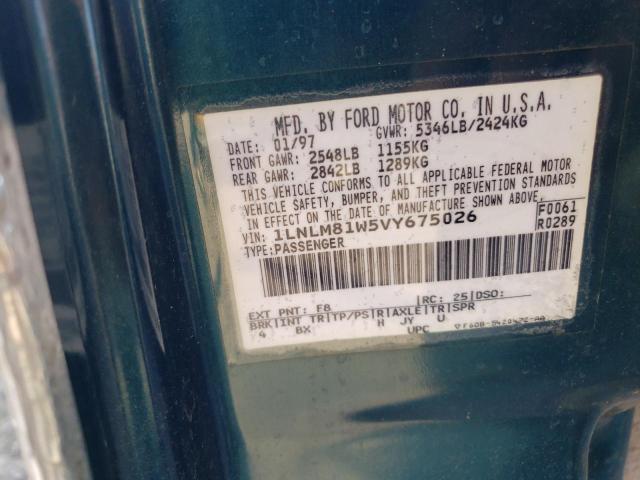 MFD. BY FORD MOTOR CO. IN U.S.A.
DATE: 01/97 GVWR: 5346LB/2424KG
FRONT GAWR: 2548LB 1155KG
REAR GAWR: 2842LB 1289KG
THIS VEHICLE CONFORMS TO ALL APPLICABLE FEDERAL MOTOR
VEHICLE SAFETY, BUMPER, AND THEFT PREVENTION STANDARDS
IN EFFECT ON THE DATE OF MANUFACTURE SHOWN ABOVE.
VIN: 1LNLM81W5VY675026 F0061
TYPE: PASSENGER R0289
EXT PNT: F8 RC: 25 DSO:
BRK INT TR TP/PS R AXLE TR SPR
4 BX H JY U
UPC